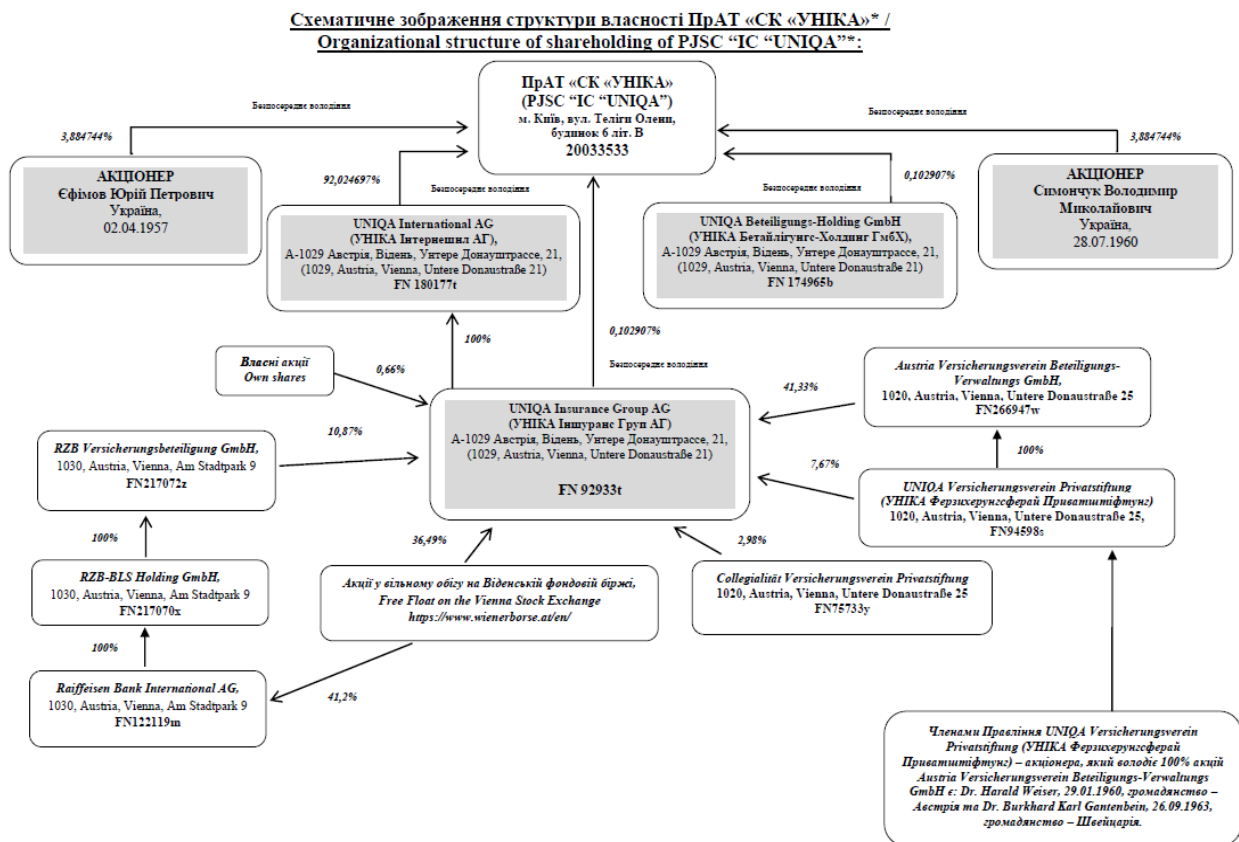 Схематичне зображення структури власності ПрАТ «СК «УНІКА»* /
Organizational structure of shareholding of PJSC “IC “UNIQA”*:
ПрАТ «СК «УНІКА»
(PJSC “IC “UNIQA”)
м. Київ, вул. Теліги Олени,
будинок 6 літ. В
20033533
Безпосереднє володіння
3,884744%
Безпосереднє володіння
3,884744%
АКЦІОНЕР
Єфімов Юрій Петрович
Україна,
02.04.1957
92,024697%
Безпосереднє володіння
0,102907%
Безпосереднє володіння
АКЦІОНЕР
Симончук Володимир
Миколайович
Україна,
28.07.1960
UNIQA International AG
(УНІКА Інтернешнл АГ),
А-1029 Австрія, Відень, Унтере Донауштрассе, 21,
(1029, Austria, Vienna, Untere Donaustraße 21)
FN 180177t
UNIQA Beteiligungs-Holding GmbH
(УНІКА Бетайлігунгс-Холдинг ГмбХ),
А-1029 Австрія, Відень, Унтере Донауштрассе, 21,
(1029, Austria, Vienna, Untere Donaustraße 21)
FN 174965b
100%
0,102907%
Безпосереднє володіння
Власні акції
Own shares
0,66%
Austria Versicherungsverein Beteiligungs-
Verwaltungs GmbH,
1020, Austria, Vienna, Untere Donaustraße 25
FN266947w
41,33%
UNIQA Insurance Group AG
(УНІКА Іншуранс Груп АГ)
А-1029 Австрія, Відень, Унтере Донауштрассе, 21,
(1029, Austria, Vienna, Untere Donaustraße 21)
FN 92933t
10,87%
RZB Versicherungsbeteiligung GmbH,
1030, Austria, Vienna, Am Stadtpark 9
FN217072z
100%
7,67%
UNIQA Versicherungsverein Privatstiftung
(УНІКА Ферзихерунгсферай Приватштіфтунг)
1020, Austria, Vienna, Untere Donaustraße 25,
FN94598s
100%
36,49%
2,98%
RZB-BLS Holding GmbH,
1030, Austria, Vienna, Am Stadtpark 9
FN217070x
Акції у вільному обігу на Віденській фондовій біржі,
Free Float on the Vienna Stock Exchange
https://www.wienerborse.at/en/
Collegialität Versicherungsverein Privatstiftung
1020, Austria, Vienna, Untere Donaustraße 25
FN75733y
100%
Raiffeisen Bank International AG,
1030, Austria, Vienna, Am Stadtpark 9
FN122119m
41,2%
Членами Правління UNIQA Versicherungsverein
Privatstiftung (УНІКА Ферзихерунгсферай
Приватштіфтунг) – акціонера, який володіє 100% акцій
Austria Versicherungsverein Beteiligungs-Verwaltungs
GmbH є: Dr. Harald Weiser, 29.01.1960, громадянство –
Австрія та Dr. Burkhard Karl Gantenbein, 26.09.1963,
громадянство – Швейцарія.